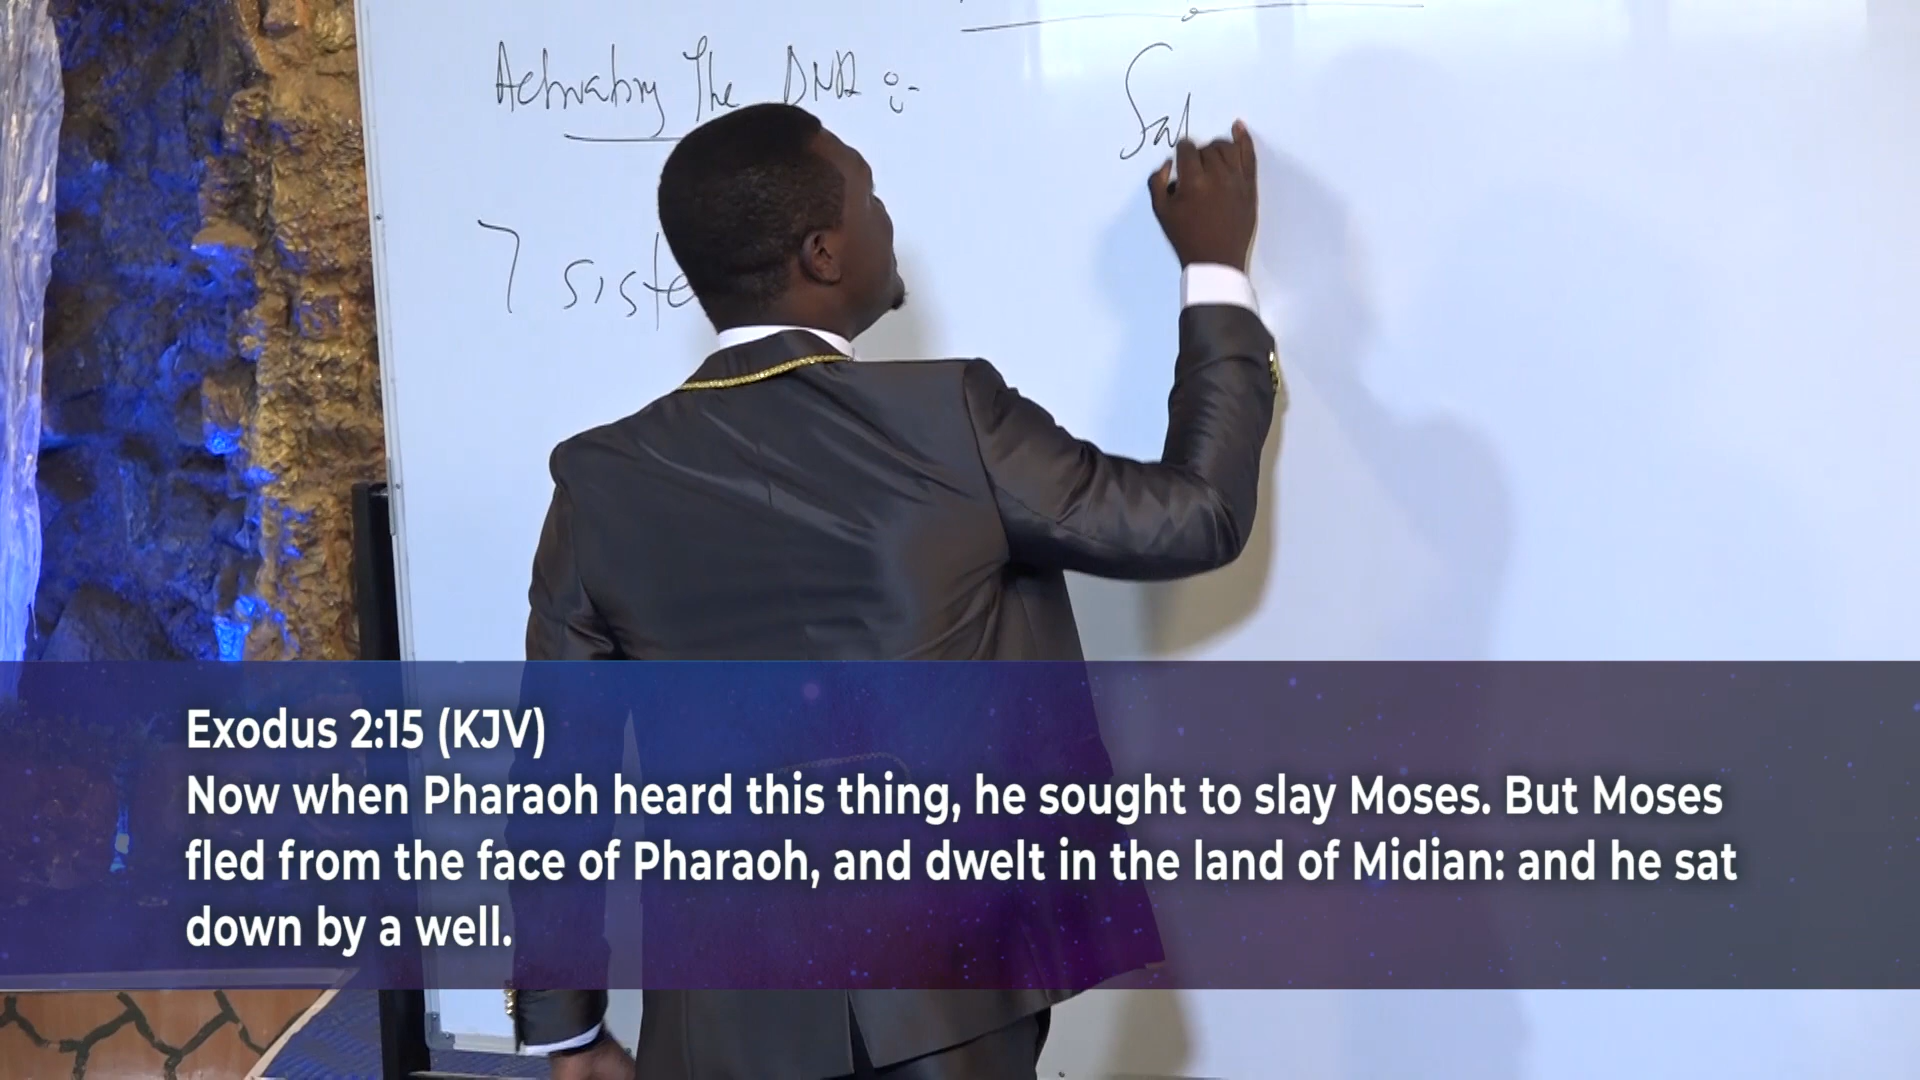 Activating The DNA :-
Sal
7 siste
Exodus 2:15 (KJV)
Now when Pharaoh heard this thing, he sought to slay Moses. But Moses
fled from the face of Pharaoh, and dwelt in the land of Midian: and he sat
down by a well.